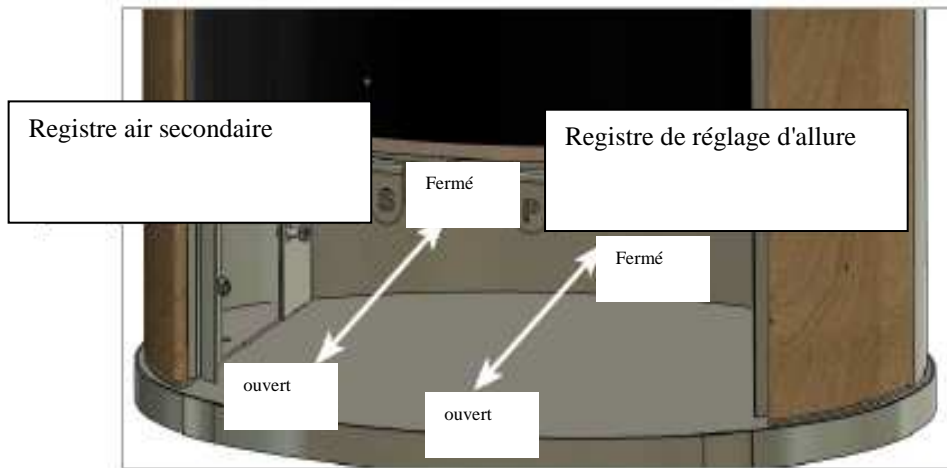 Registre air secondaire
Registre de réglage d'allure
S
Fermé
P
Fermé
ouvert
ouvert